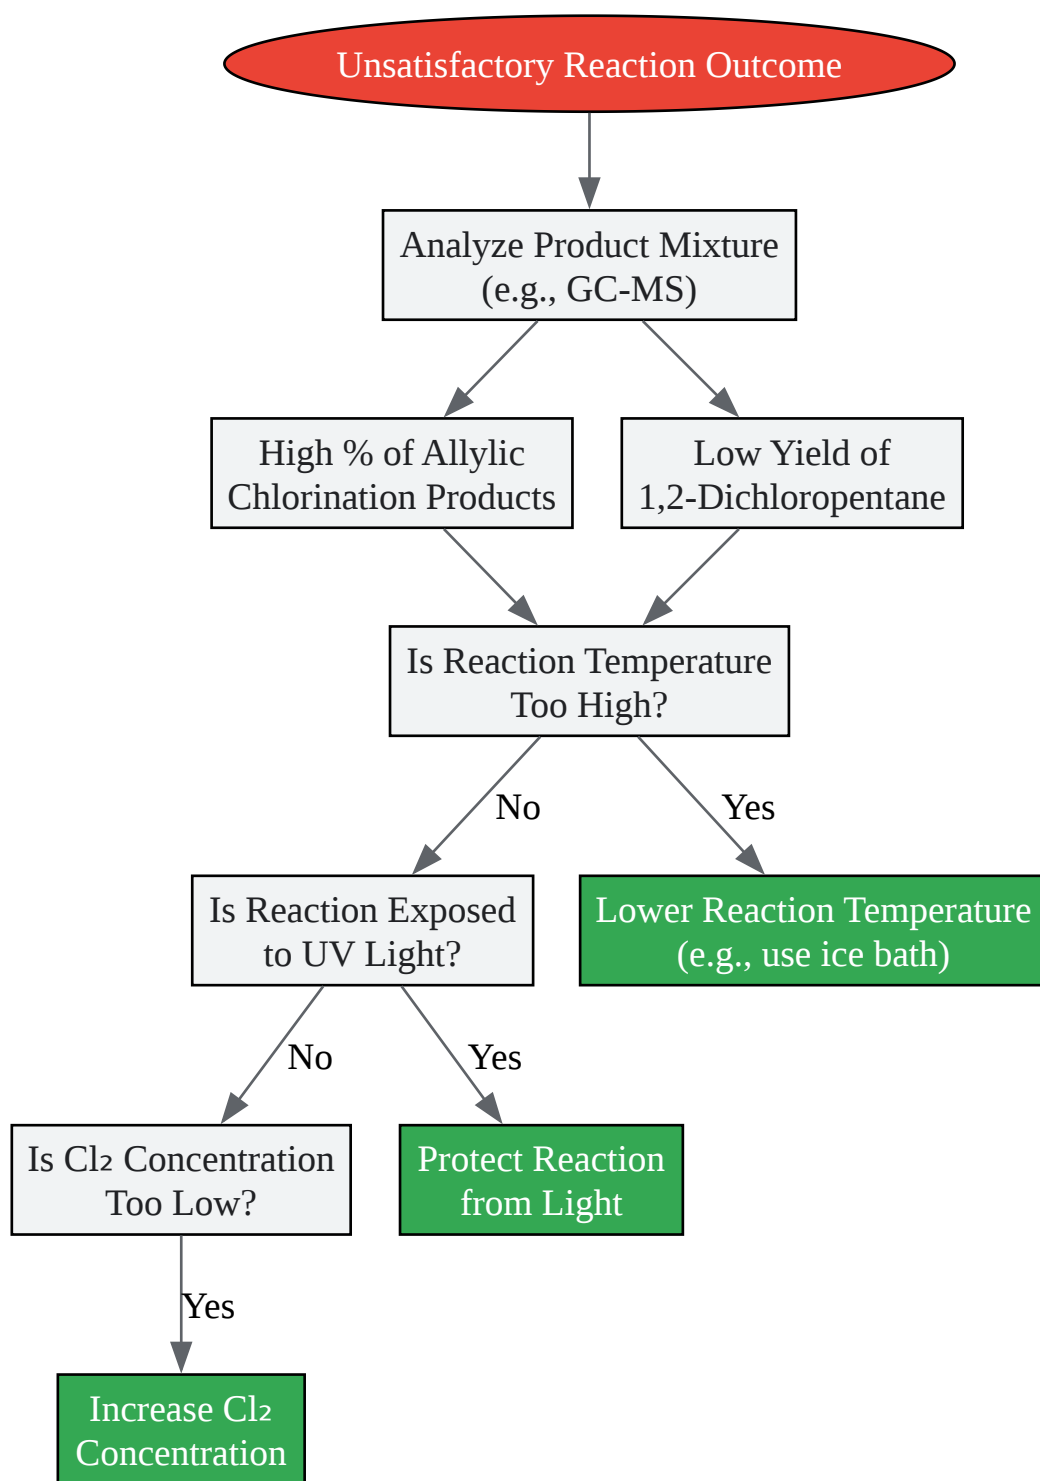 Unsatisfactory Reaction Outcome
Analyze Product Mixture
(e.g., GC-MS)
High % of Allylic
Chlorination Products
Low Yield of
1,2-Dichloropentane
Is Reaction Temperature
Too High?
No
Yes
Is Reaction Exposed
to UV Light?
Lower Reaction Temperature
(e.g., use ice bath)
No
Yes
Is Cl₂ Concentration
Too Low?
Protect Reaction
from Light
Yes
Increase Cl₂
Concentration